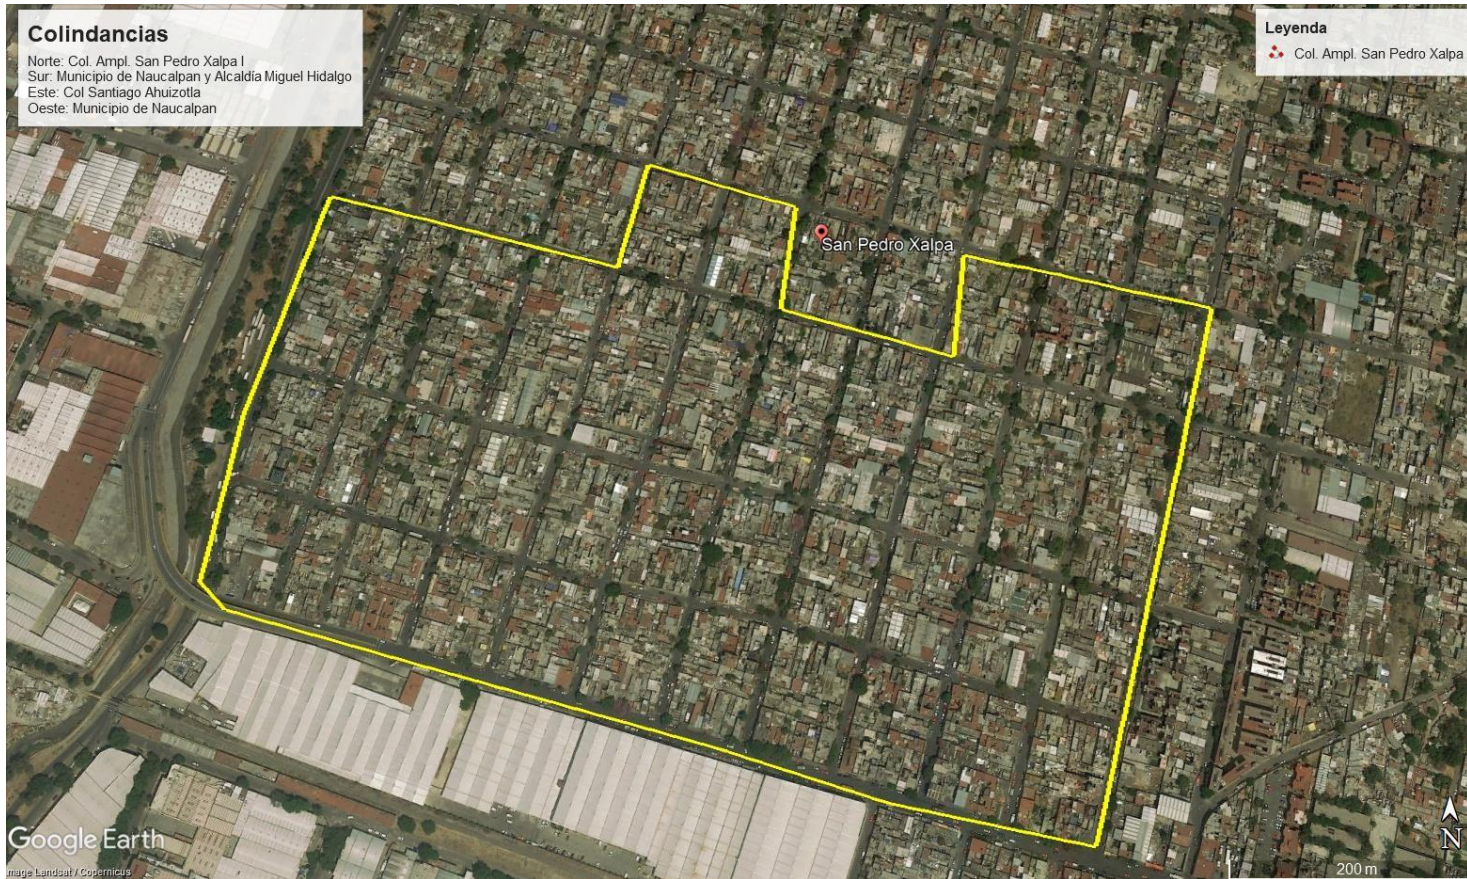 Colindancias
Norte: Col. Ampl. San Pedro Xalpa I
Sur: Municipio de Naucalpan y Alcaldía Miguel Hidalgo
Este: Col Santiago Ahuizotla
Oeste: Municipio de Naucalpan
Leyenda
Col. Ampl. San Pedro Xalpa
San Pedro Xalpa
Google Earth
mage Landsat / Copernicus
N
200 m